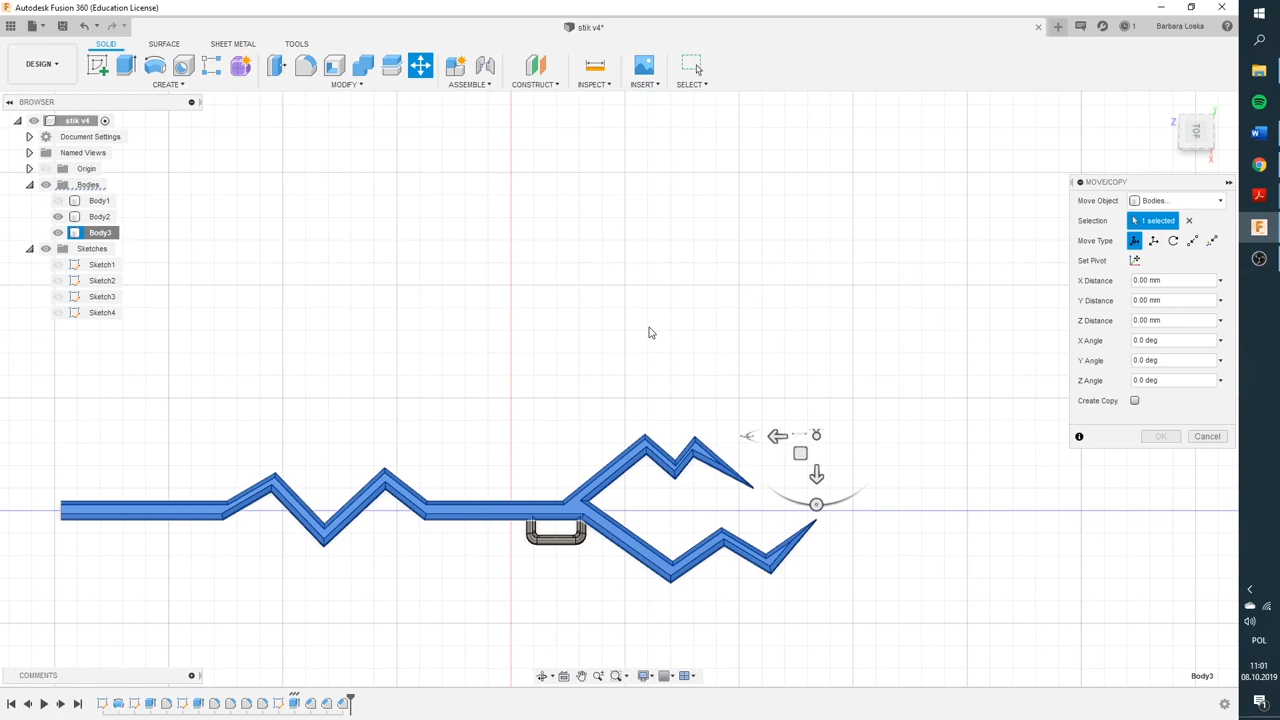 Autodesk Fusion 360 (Education License)
stik v4*
1
Barbara Loska
DESIGN
SOLID
SURFACE
SHEET METAL
TOOLS
CREATE
MODIFY
ASSEMBLE
CONSTRUCT
INSPECT
INSERT
SELECT
BROWSER
stik v4
Document Settings
Named Views
Origin
Bodies
Body1
Body2
Body3
Sketches
Sketch1
Sketch2
Sketch3
Sketch4
Y
Z
TOP
X
MOVE/COPY
Move Object
Bodies...
Selection
1 selected
Move Type
Set Pivot
X Distance
0.00 mm
Y Distance
0.00 mm
Z Distance
0.00 mm
X Angle
0.0 deg
Y Angle
0.0 deg
Z Angle
0.0 deg
Create Copy
OK
Cancel
COMMENTS
Body3
POL
11:01
08.10.2019
1